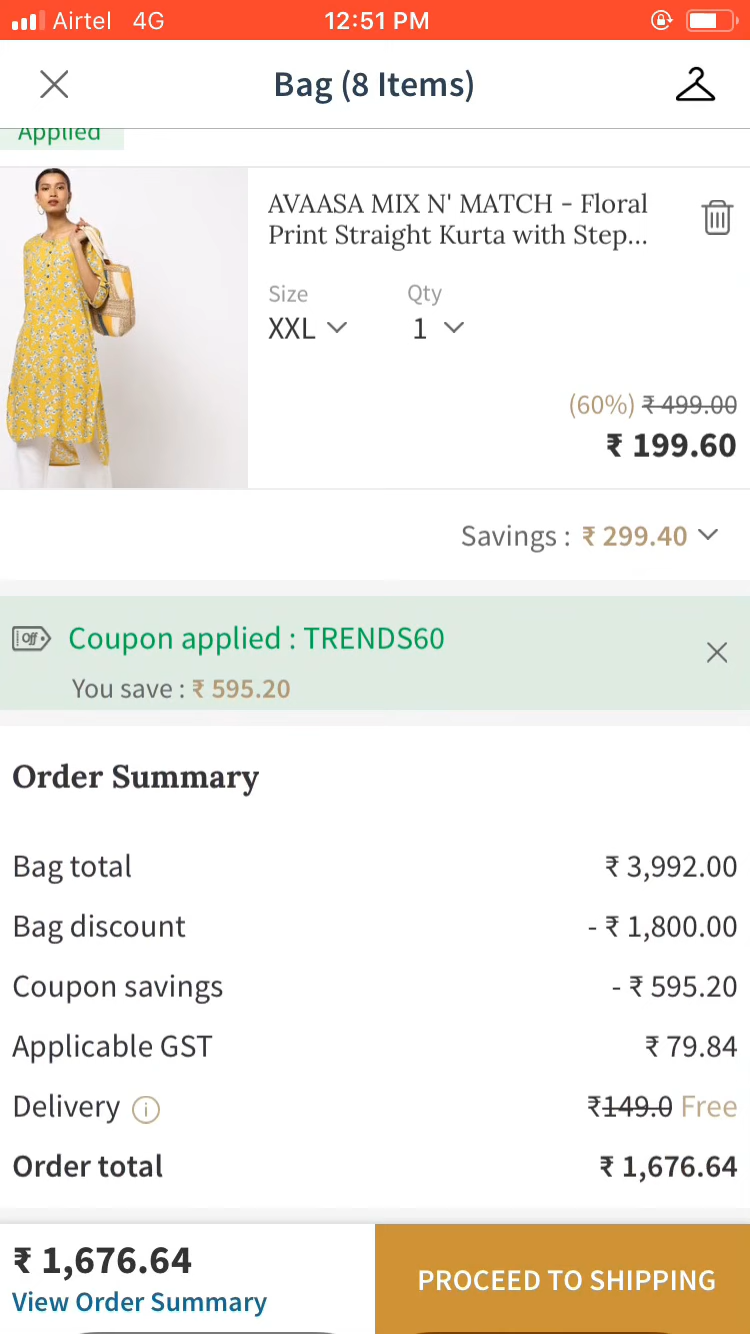 Airtel 4G 12:51 PM
Bag (8 Items)
Applied
AVAASA MIX N' MATCH - Floral
Print Straight Kurta with Step...
Size Qty
XXL 1
(60%) ₹ 499.00
₹ 199.60
Savings : ₹ 299.40
Off Coupon applied : TRENDS60
You save : ₹ 595.20
Order Summary
Bag total ₹ 3,992.00
Bag discount - ₹ 1,800.00
Coupon savings - ₹ 595.20
Applicable GST ₹ 79.84
Delivery i ₹149.0 Free
Order total ₹ 1,676.64
₹ 1,676.64
View Order Summary
PROCEED TO SHIPPING